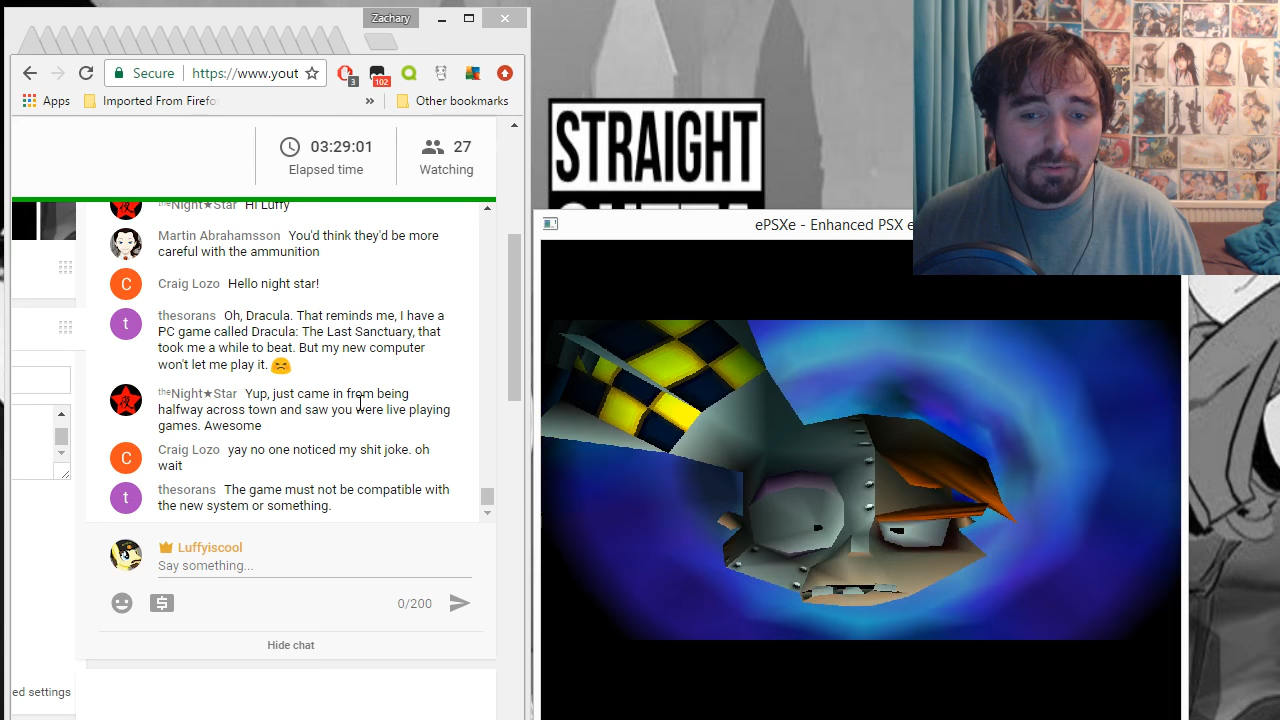 Zachary
Secure https://www.yout
3
102
Apps Imported From Firefo » Other bookmarks
03:29:01
Elapsed time
27
Watching
theNight★Star Hi Luffy
Martin Abrahamsson You'd think they'd be more
careful with the ammunition
C
Craig Lozo Hello night star!
t
thesorans Oh, Dracula. That reminds me, I have a
PC game called Dracula: The Last Sanctuary, that
took me a while to beat. But my new computer
won't let me play it.
theNight★Star Yup, just came in from being
halfway across town and saw you were live playing
games. Awesome
C
Craig Lozo yay no one noticed my shit joke. oh
wait
t
thesorans The game must not be compatible with
the new system or something.
Luffyiscool
Say something...
0/200
Hide chat
ed settings
STRAIGHT
ePSXe - Enhanced PSX e